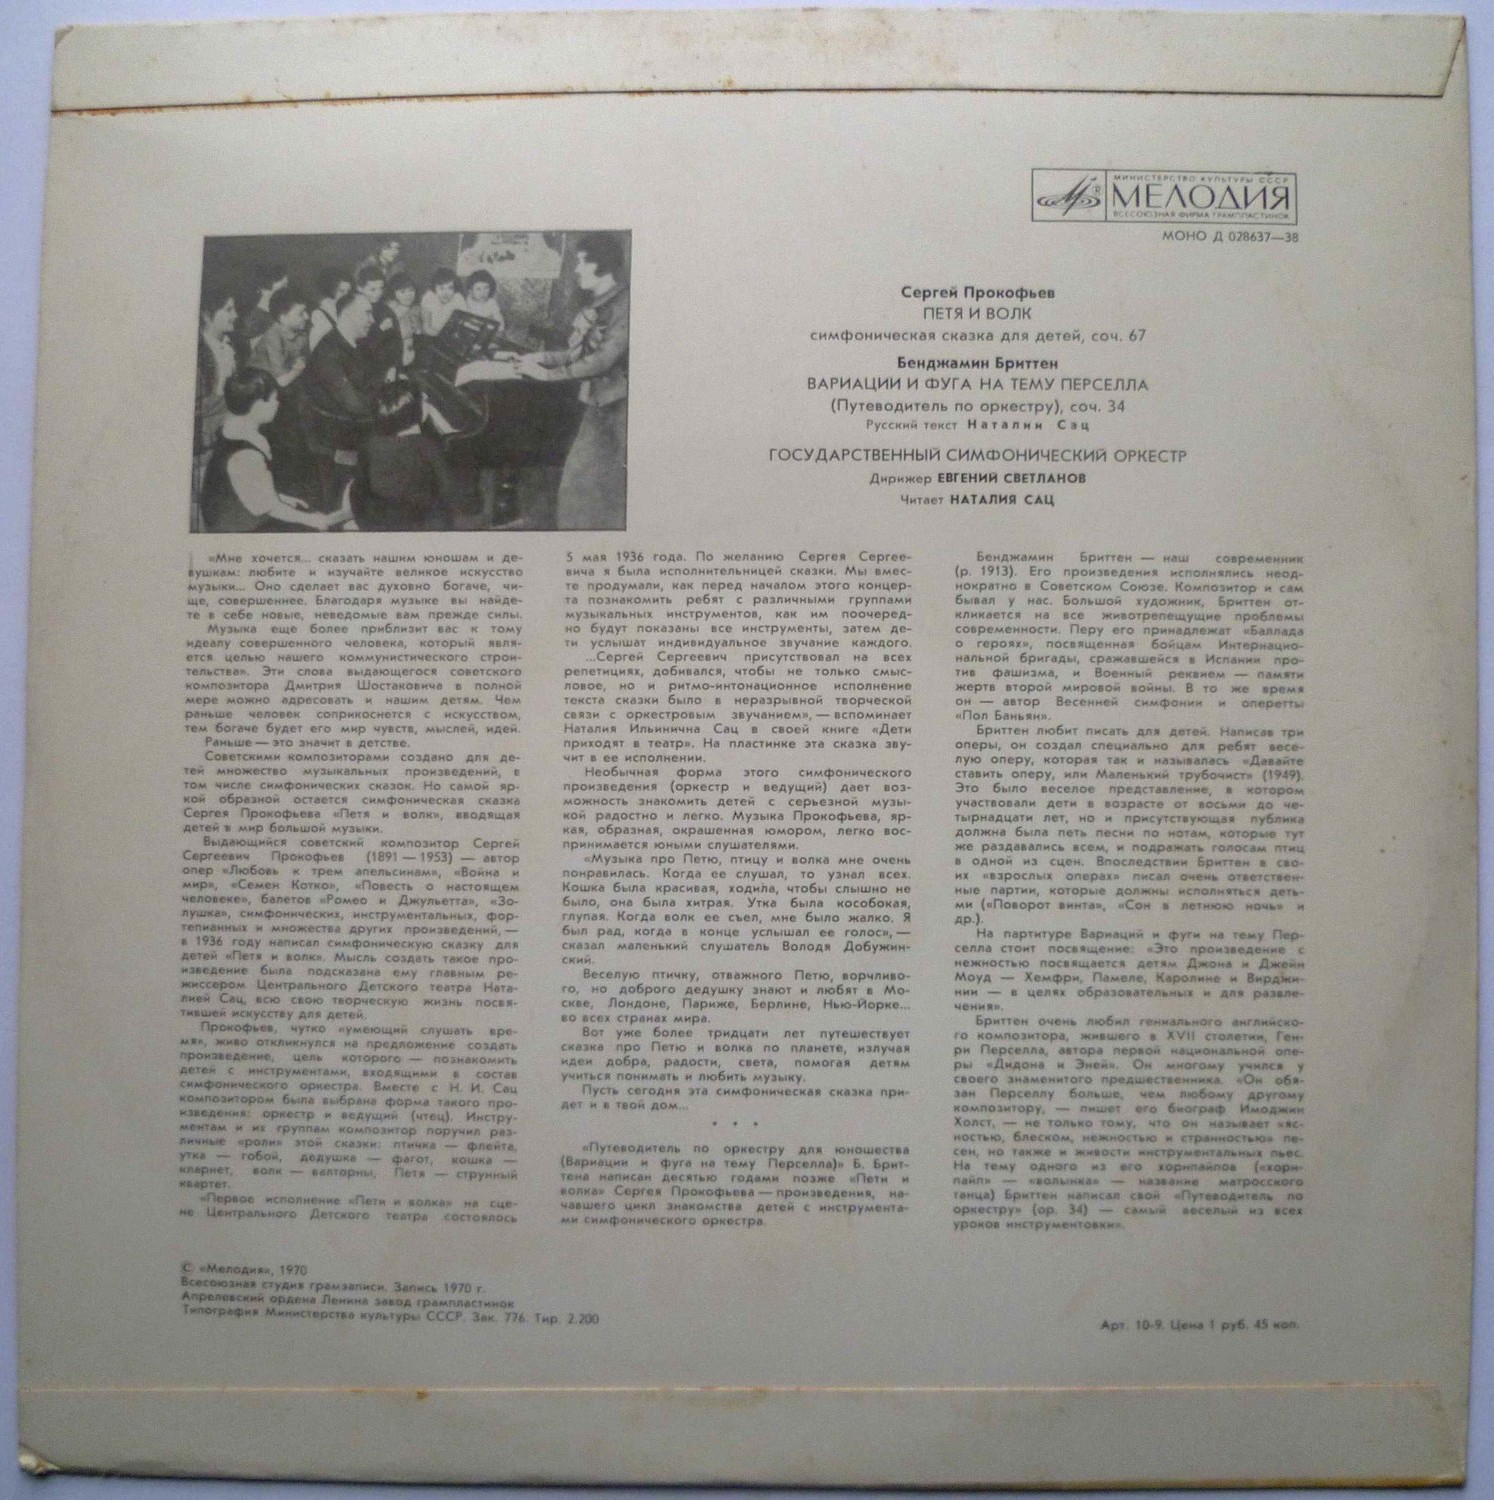 МИНИСТЕРСТВО КУЛЬТУРЫ СССР
МЕЛОДИЯ
ВСЕСОЮЗНАЯ ФИРМА ГРАМПЛАСТИНОК
МОНО Д 028637—38
Сергей Прокофьев
ПЕТЯ И ВОЛК
симфоническая сказка для детей, соч. 67
Бенджамин Бриттен
ВАРИАЦИИ И ФУГА НА ТЕМУ ПЕРСЕЛЛА
(Путеводитель по оркестру), соч. 34
Русский текст Наталии Сац
ГОСУДАРСТВЕННЫЙ СИМФОНИЧЕСКИЙ ОРКЕСТР
Дирижер ЕВГЕНИЙ СВЕТЛАНОВ
Читает НАТАЛИЯ САЦ
«Мне хочется... сказать нашим юношам и де-
вушкам: любите и изучайте великое искусство
музыки... Оно сделает вас духовно богаче, чи-
ще, совершеннее. Благодаря музыке вы найде-
те в себе новые, неведомые вам прежде силы.
Музыка еще более приблизит вас к тому
идеалу совершенного человека, который явля-
ется целью нашего коммунистического строи-
тельства». Эти слова выдающегося советского
композитора Дмитрия Шостаковича в полной
мере можно адресовать и нашим детям. Чем
раньше человек соприкоснется с искусством,
тем богаче будет его мир чувств, мыслей, идей.
Раньше — это значит в детстве.
Советскими композиторами создано для де-
тей множество музыкальных произведений, в
том числе симфонических сказок. Но самой яр-
кой образной остается симфоническая сказка
Сергея Прокофьева «Петя и волк», вводящая
детей в мир большой музыки.
Выдающийся советский композитор Сергей
Сергеевич Прокофьев (1891 — 1953) — автор
опер «Любовь к трем апельсинам», «Война и
мир», «Семен Котко», «Повесть о настоящем
человеке», балетов «Ромео и Джульетта», «Зо-
лушка», симфонических, инструментальных, фор-
тепианных и множества других произведений, —
в 1936 году написал симфоническую сказку для
детей «Петя и волк». Мысль создать такое про-
изведение была подсказана ему главным ре-
жиссером Центрального Детского театра Ната-
лией Сац, всю свою творческую жизнь посвя-
тившей искусству для детей.
Прокофьев, чутко «умеющий слушать вре-
мя», живо откликнулся на предложение создать
произведение, цель которого — познакомить
детей с инструментами, входящими в состав
симфонического оркестра. Вместе с Н. И. Сац
композитором была выбрана форма такого про-
изведения: оркестр и ведущий (чтец). Инстру-
ментам и их группам композитор поручил раз-
личные «роли» этой сказки: птичка — флейта,
утка — гобой, дедушка — фагот, кошка —
кларнет, волк — валторны, Петя — струнный
квартет.
«Первое исполнение «Пети и волка» на сце-
не Центрального Детского театра состоялось
5 мая 1936 года. По желанию Сергея Сергее-
вича я была исполнительницей сказки. Мы вмес-
те продумали, как перед началом этого концер-
та познакомить ребят с различными группами
музыкальных инструментов, как им поочеред-
но будут показаны все инструменты, затем де-
ти услышат индивидуальное звучание каждого.
...Сергей Сергеевич присутствовал на всех
репетициях, добивался, чтобы не только смыс-
ловое, но и ритмо-интонационное исполнение
текста сказки было в неразрывной творческой
связи с оркестровым звучанием», — вспоминает
Наталия Ильинична Сац в своей книге «Дети
приходят в театр». На пластинке эта сказка зву-
чит в ее исполнении.
Необычная форма этого симфонического
произведения (оркестр и ведущий) дает воз-
можность знакомить детей с серьезной музы-
кой радостно и легко. Музыка Прокофьева, яр-
кая, образная, окрашенная юмором, легко вос-
принимается юными слушателями.
«Музыка про Петю, птицу и волка мне очень
понравилась. Когда ее слушал, то узнал всех.
Кошка была красивая, ходила, чтобы слышно не
было, она была хитрая. Утка была кособокая,
глупая. Когда волк ее съел, мне было жалко. Я
был рад, когда в конце услышал ее голос», —
сказал маленький слушатель Володя Добужин-
ский.
Веселую птичку, отважного Петю, ворчливо-
го, но доброго дедушку знают и любят в Мо-
скве, Лондоне, Париже, Берлине, Нью-Йорке...
во всех странах мира.
Вот уже более тридцати лет путешествует
сказка про Петю и волка по планете, излучая
идеи добра, радости, света, помогая детям
учиться понимать и любить музыку.
Пусть сегодня эта симфоническая сказка при-
дет и в твой дом...
* * *
«Путеводитель по оркестру для юношества
(Вариации и фуга на тему Перселла)» Б. Брит-
тена написан десятью годами позже «Пети и
волка» Сергея Прокофьева — произведения, на-
чавшего цикл знакомства детей с инструмента-
ми симфонического оркестра.
Бенджамин Бриттен — наш современник
(р. 1913). Его произведения исполнялись неод-
нократно в Советском Союзе. Композитор и сам
бывал у нас. Большой художник, Бриттен от-
кликается на все животрепещущие проблемы
современности. Перу его принадлежат «Баллада
о героях», посвященная бойцам Интернацио-
нальной бригады, сражавшейся в Испании про-
тив фашизма, и Военный реквием — памяти
жертв второй мировой войны. В то же время
он — автор Весенней симфонии и оперетты
«Пол Баньян».
Бриттен любит писать для детей. Написав три
оперы, он создал специально для ребят весе-
лую оперу, которая так и называлась «Давайте
ставить оперу, или Маленький трубочист» (1949).
Это было веселое представление, в котором
участвовали дети в возрасте от восьми до че-
тырнадцати лет, но и присутствующая публика
должна была петь песни по нотам, которые тут
же раздавались всем, и подражать голосам птиц
в одной из сцен. Впоследствии Бриттен в сво-
их «взрослых операх» писал очень ответствен-
ные партии, которые должны исполняться деть-
ми («Поворот винта», «Сон в летнюю ночь» и
др.).
На партитуре Вариаций и фуги на тему Пер-
селла стоит посвящение: «Это произведение с
нежностью посвящается детям Джона и Джейн
Моуд — Хемфри, Памеле, Каролине и Вирджи-
нии — в целях образовательных и для развле-
чения».
Бриттен очень любил гениального английско-
го композитора, жившего в XVII столетии, Ген-
ри Перселла, автора первой национальной опе-
ры «Дидона и Эней». Он многому учился у
своего знаменитого предшественника. «Он обя-
зан Перселлу больше, чем любому другому
композитору, — пишет его биограф Имоджин
Холст, — не только тому, что он называет «яс-
ностью, блеском, нежностью и странностью» пе-
сен, но также и живости инструментальных пьес.
На тему одного из его хорнпайпов («хорн-
пайп» — «волынка» — название матросского
танца) Бриттен написал свой «Путеводитель по
оркестру» (ор. 34) — самый веселый из всех
уроков инструментовки».
© «Мелодия», 1970
Всесоюзная студия грамзаписи. Запись 1970 г.
Апрелевский ордена Ленина завод грампластинок
Типография Министерства культуры СССР. Зак. 776. Тир. 2.200
Арт. 10-9. Цена 1 руб. 45 коп.